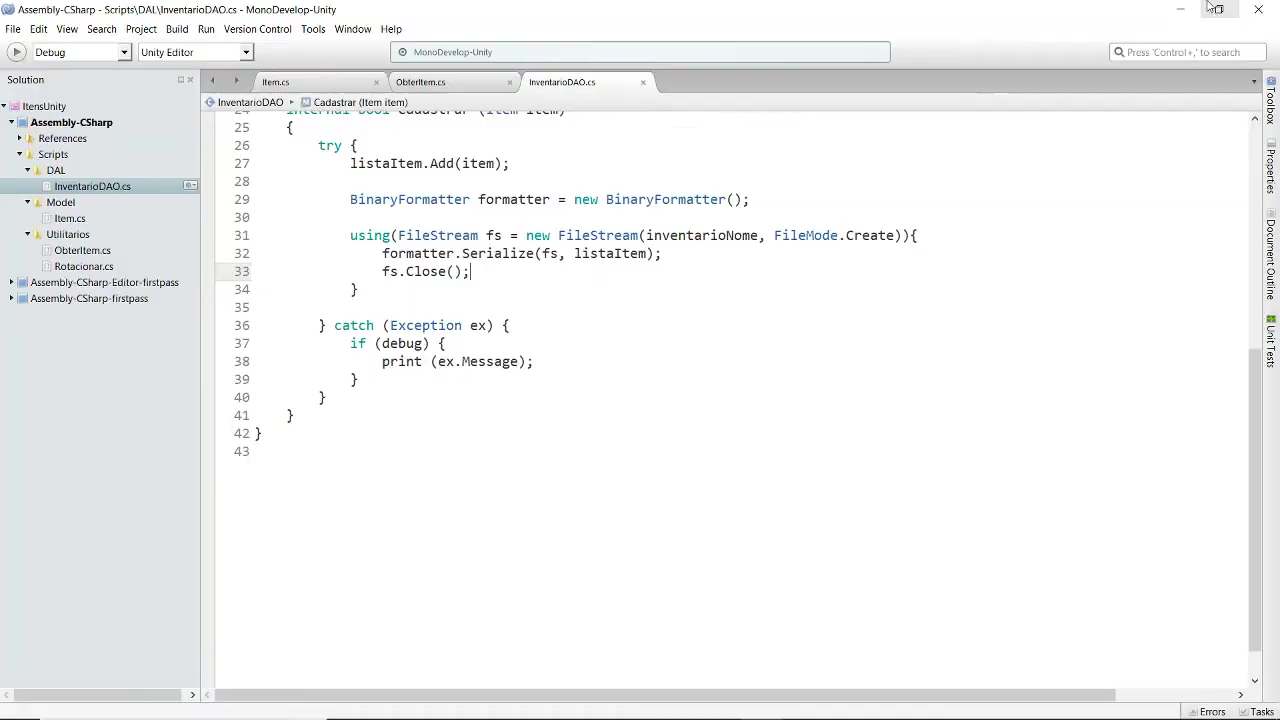 Assembly-CSharp - Scripts\DAL\InventarioDAO.cs - MonoDevelop-Unity
File Edit View Search Project Build Run Version Control Tools Window Help
Debug Unity Editor MonoDevelop-Unity Press 'Control+,' to search
Solution Item.cs ObterItem.cs InventarioDAO.cs
InventarioDAO Cadastrar (Item item)
ItensUnity
Assembly-CSharp
References
Scripts
DAL
InventarioDAO.cs
Model
Item.cs
Utilitarios
ObterItem.cs
Rotacionar.cs
Assembly-CSharp-Editor-firstpass
Assembly-CSharp-firstpass
24 internal bool Cadastrar (Item item)
25 {
26 try {
27 listaItem.Add(item);
28
29 BinaryFormatter formatter = new BinaryFormatter();
30
31 using(FileStream fs = new FileStream(inventarioNome, FileMode.Create)){
32 formatter.Serialize(fs, listaItem);
33 fs.Close();
34 }
35
36 } catch (Exception ex) {
37 if (debug) {
38 print (ex.Message);
39 }
40 }
41 }
42 }
43
Toolbox
Properties
Document Outline
Unit Tests
Errors Tasks